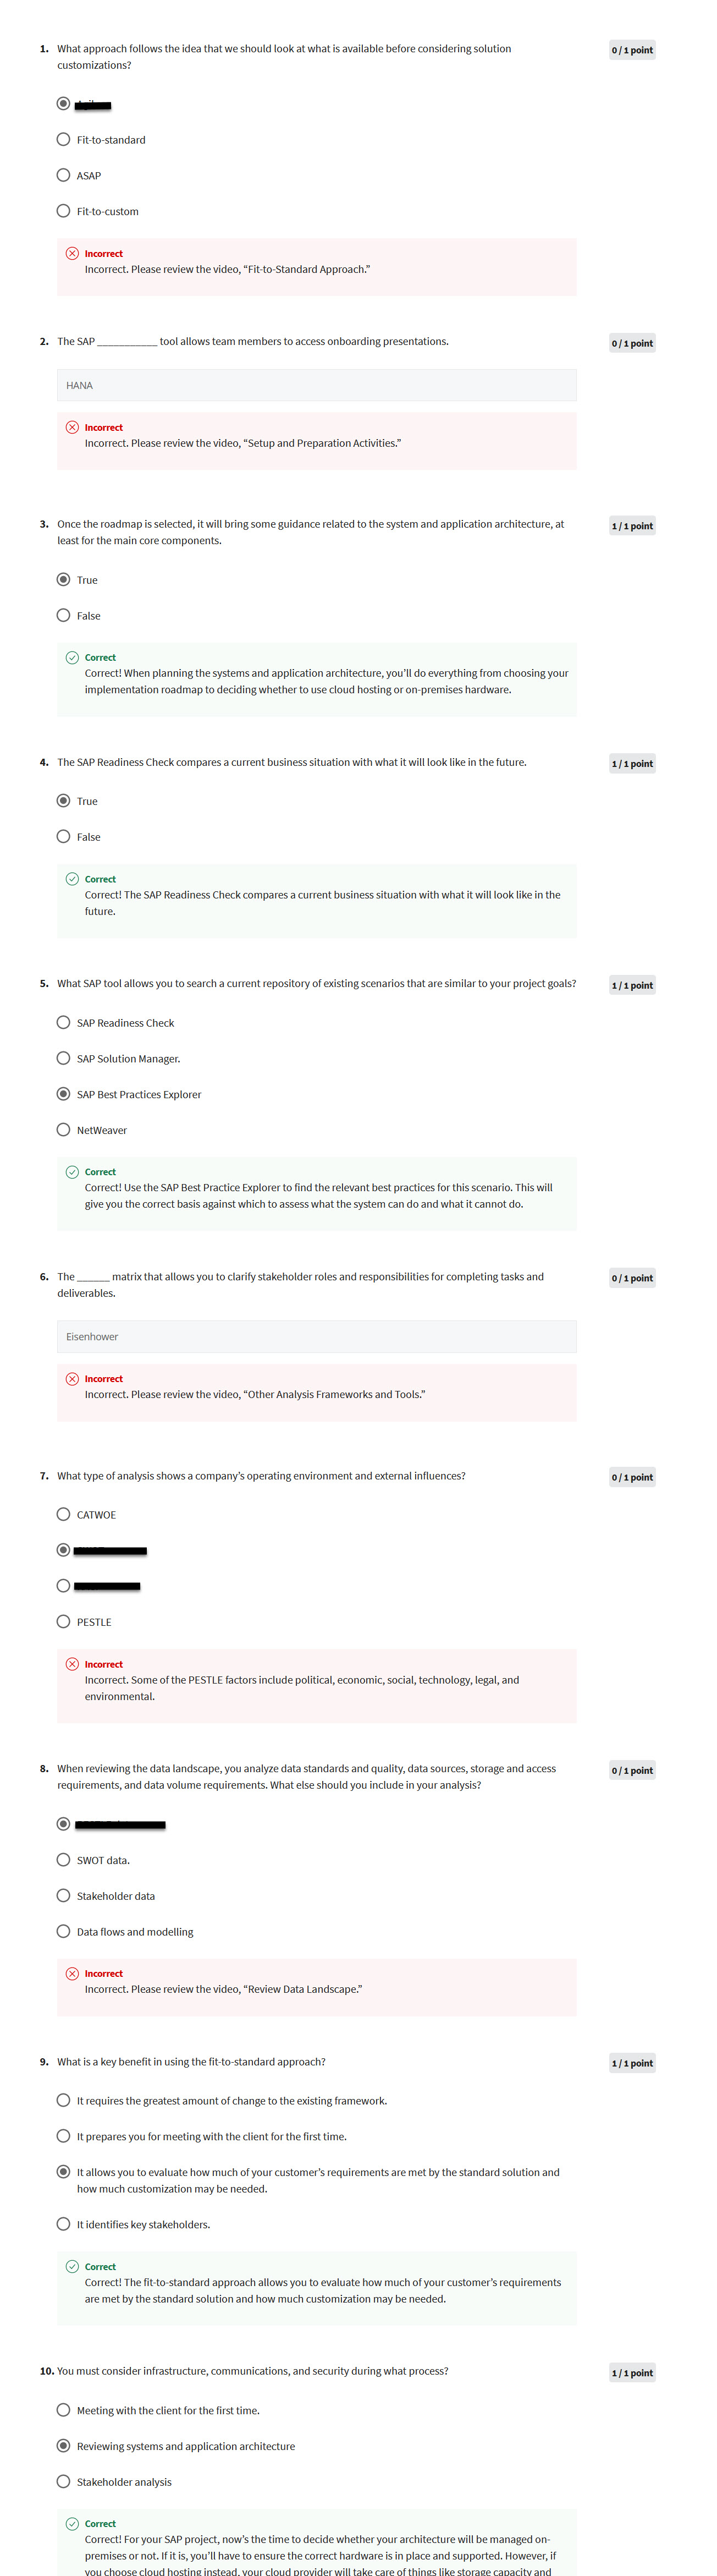 1. What approach follows the idea that we should look at what is available before considering solution
customizations?
0 / 1 point
Fit-to-standard
ASAP
Fit-to-custom
Incorrect
Incorrect. Please review the video, “Fit-to-Standard Approach.”
2. The SAP ___________ tool allows team members to access onboarding presentations.
0 / 1 point
HANA
Incorrect
Incorrect. Please review the video, “Setup and Preparation Activities.”
3. Once the roadmap is selected, it will bring some guidance related to the system and application architecture, at
least for the main core components.
1 / 1 point
True
False
Correct
Correct! When planning the systems and application architecture, you’ll do everything from choosing your
implementation roadmap to deciding whether to use cloud hosting or on-premises hardware.
4. The SAP Readiness Check compares a current business situation with what it will look like in the future.
1 / 1 point
True
False
Correct
Correct! The SAP Readiness Check compares a current business situation with what it will look like in the
future.
5. What SAP tool allows you to search a current repository of existing scenarios that are similar to your project goals?
1 / 1 point
SAP Readiness Check
SAP Solution Manager.
SAP Best Practices Explorer
NetWeaver
Correct
Correct! Use the SAP Best Practice Explorer to find the relevant best practices for this scenario. This will
give you the correct basis against which to assess what the system can do and what it cannot do.
6. The ______ matrix that allows you to clarify stakeholder roles and responsibilities for completing tasks and
deliverables.
0 / 1 point
Eisenhower
Incorrect
Incorrect. Please review the video, “Other Analysis Frameworks and Tools.”
7. What type of analysis shows a company’s operating environment and external influences?
0 / 1 point
CATWOE
PESTLE
Incorrect
Incorrect. Some of the PESTLE factors include political, economic, social, technology, legal, and
environmental.
8. When reviewing the data landscape, you analyze data standards and quality, data sources, storage and access
requirements, and data volume requirements. What else should you include in your analysis?
0 / 1 point
SWOT data.
Stakeholder data
Data flows and modelling
Incorrect
Incorrect. Please review the video, “Review Data Landscape.”
9. What is a key benefit in using the fit-to-standard approach?
1 / 1 point
It requires the greatest amount of change to the existing framework.
It prepares you for meeting with the client for the first time.
It allows you to evaluate how much of your customer’s requirements are met by the standard solution and
how much customization may be needed.
It identifies key stakeholders.
Correct
Correct! The fit-to-standard approach allows you to evaluate how much of your customer’s requirements
are met by the standard solution and how much customization may be needed.
10. You must consider infrastructure, communications, and security during what process?
1 / 1 point
Meeting with the client for the first time.
Reviewing systems and application architecture
Stakeholder analysis
Correct
Correct! For your SAP project, now’s the time to decide whether your architecture will be managed on-
premises or not. If it is, you’ll have to ensure the correct hardware is in place and supported. However, if
you choose cloud hosting instead, your cloud provider will take care of things like storage capacity and